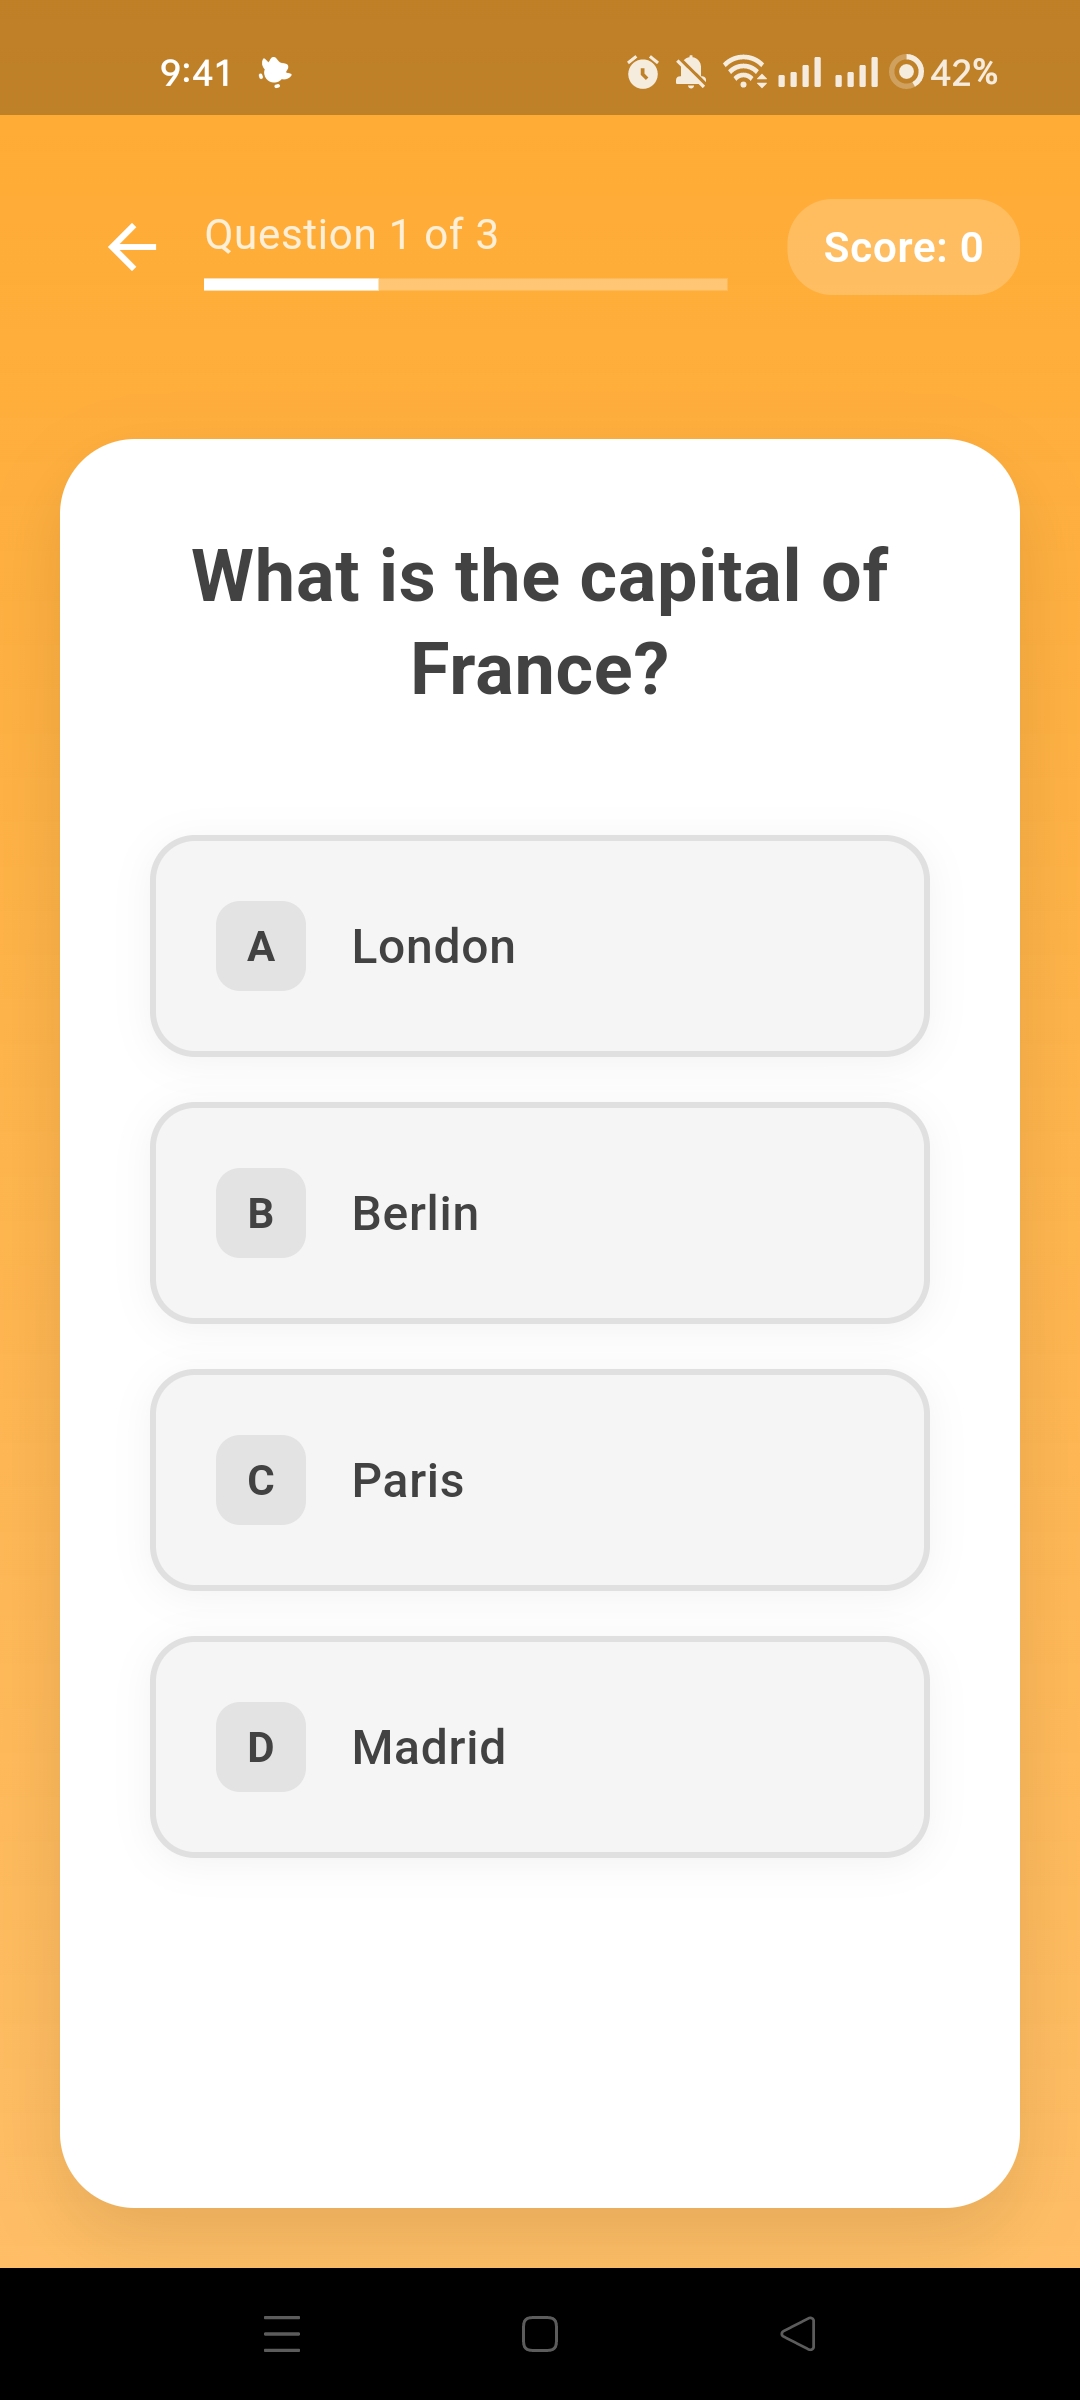 9:41 42%
Question 1 of 3
Score: 0
What is the capital of
France?
A London
B Berlin
C Paris
D Madrid